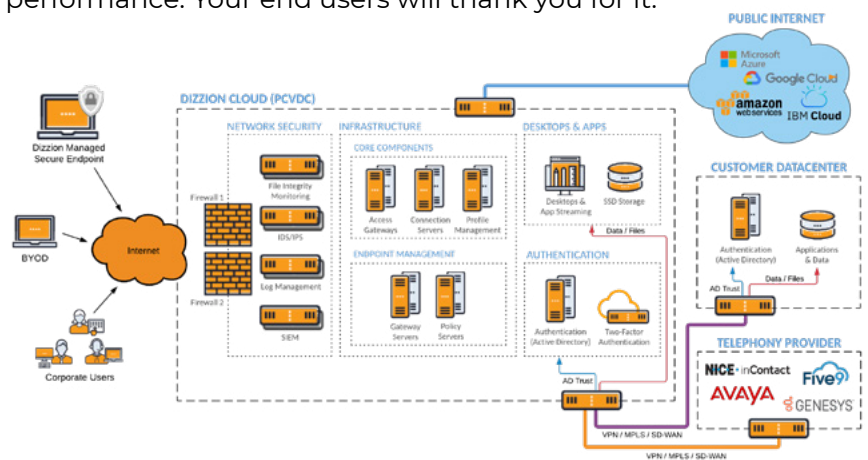 performance. Your end users will thank you for it.
PUBLIC INTERNET
Microsoft
Azure
Google Cloud
amazon
webservices
IBM Cloud
DIZZION CLOUD (PCVDC)
NETWORK SECURITY
INFRASTRUCTURE
DESKTOPS & APPS
CORE COMPONENTS
Dizzion Managed
Secure Endpoint
BYOD
Corporate Users
Internet
Firewall 1
Firewall 2
File Integrity
Monitoring
IDS/IPS
Log Management
SIEM
Access
Gateways
Connection
Servers
Profile
Management
ENDPOINT MANAGEMENT
Gateway
Servers
Policy
Servers
Desktops &
App Streaming
SSD Storage
Data / Files
AUTHENTICATION
Authentication
(Active Directory)
Two-Factor
Authentication
AD Trust
CUSTOMER DATACENTER
Authentication
(Active Directory)
Applications
& Data
AD Trust
Data / Files
TELEPHONY PROVIDER
NICE inContact
Five9
AVAYA
GENESYS
VPN / MPLS / SD-WAN
VPN / MPLS / SD-WAN